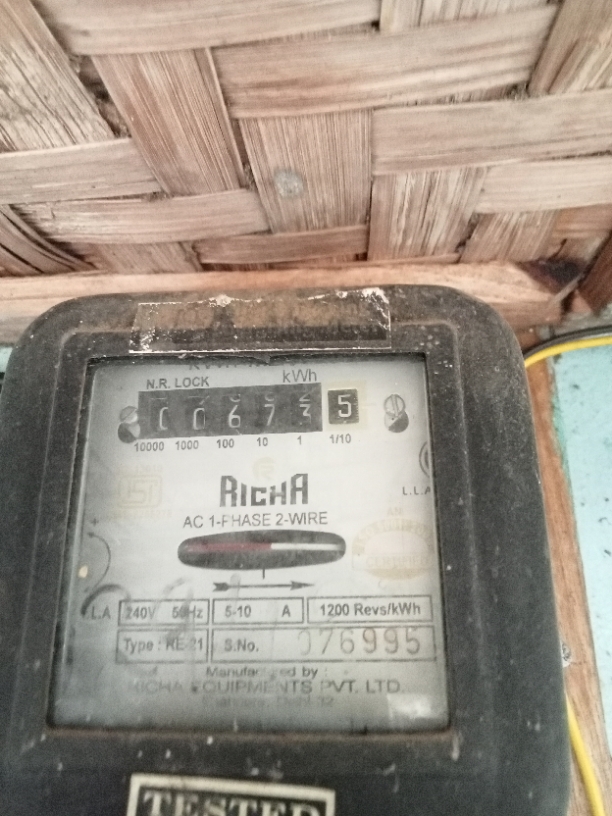 N.R. LOCK kWh
0 0 6 7 3 5
10000 1000 100 10 1 1/10
RICHA
AC 1-PHASE 2-WIRE
L.L.A
240V 50Hz 5-10 A 1200 Revs/kWh
Type : KE-21 S.No. 076995
Manufactured by :
RICHA EQUIPMENTS PVT. LTD.
TESTED